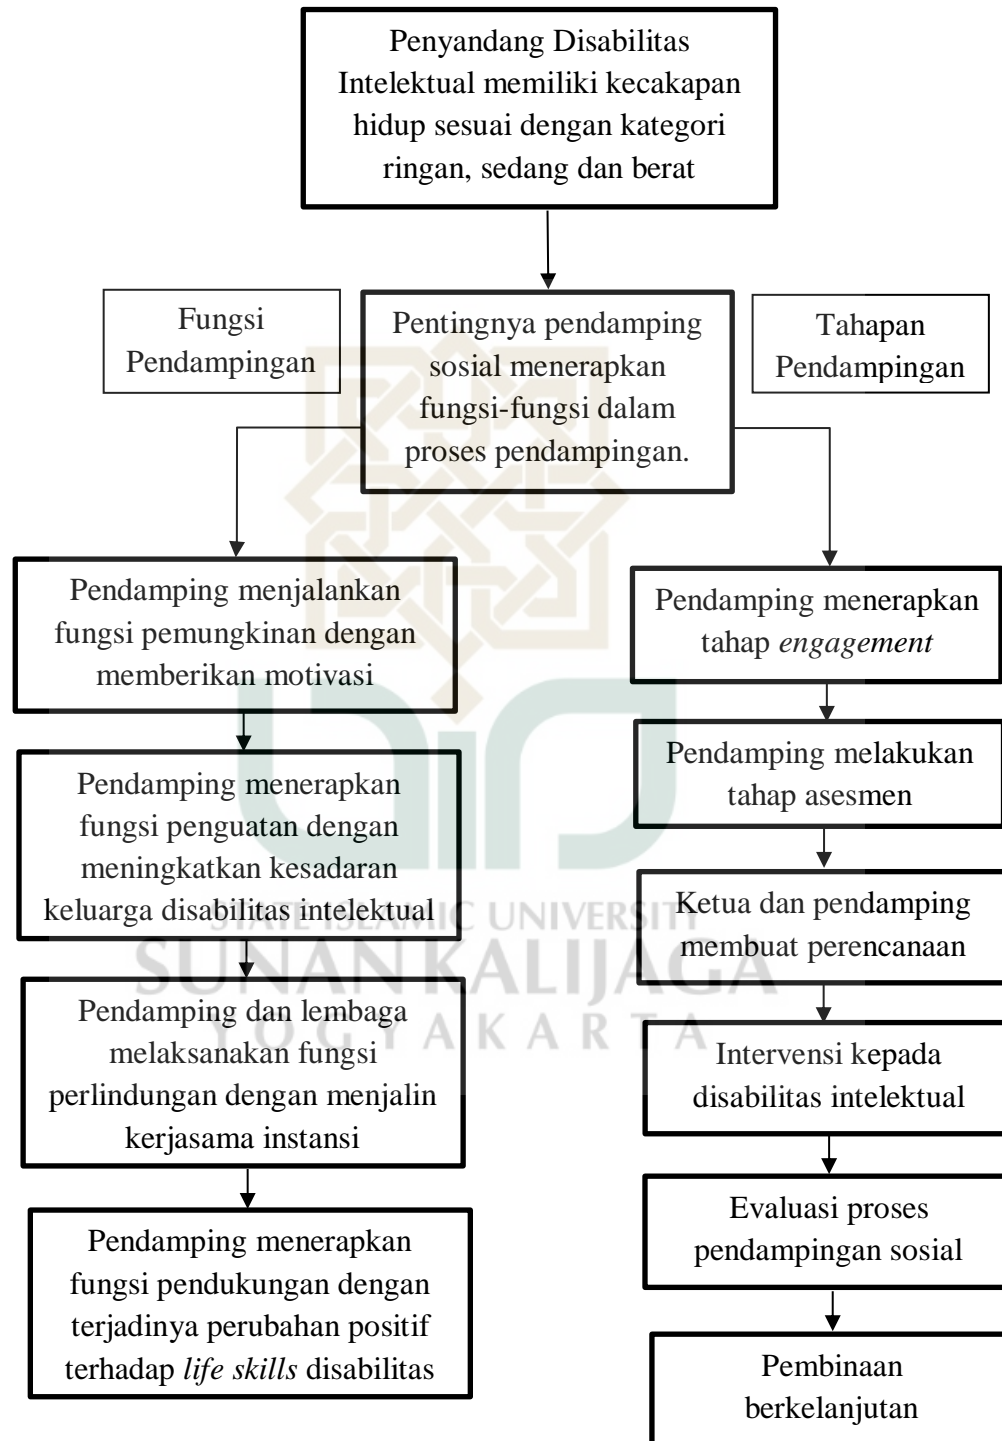 Penyandang Disabilitas
Intelektual memiliki kecakapan
hidup sesuai dengan kategori
ringan, sedang dan berat
Fungsi
Pendampingan
Pentingnya pendamping
sosial menerapkan
fungsi-fungsi dalam
proses pendampingan.
Tahapan
Pendampingan
Pendamping menjalankan
fungsi pemungkinan dengan
memberikan motivasi
Pendamping menerapkan
fungsi penguatan dengan
meningkatkan kesadaran
keluarga disabilitas intelektual
Pendamping dan lembaga
melaksanakan fungsi
perlindungan dengan menjalin
kerjasama instansi
Pendamping menerapkan
fungsi pendukungan dengan
terjadinya perubahan positif
terhadap life skills disabilitas
Pendamping menerapkan
tahap engagement
Pendamping melakukan
tahap asesmen
Ketua dan pendamping
membuat perencanaan
Intervensi kepada
disabilitas intelektual
Evaluasi proses
pendampingan sosial
Pembinaan
berkelanjutan
STATE ISLAMIC UNIVERSITY
SUNAN KALIJAGA
YOGYAKARTA